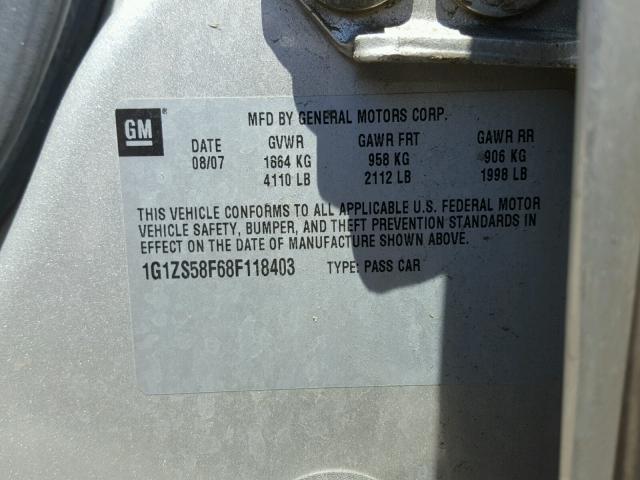 MFD BY GENERAL MOTORS CORP.
GM®
DATE GVWR GAWR FRT GAWR RR
08/07 1664 KG 958 KG 906 KG
4110 LB 2112 LB 1998 LB
THIS VEHICLE CONFORMS TO ALL APPLICABLE U.S. FEDERAL MOTOR
VEHICLE SAFETY, BUMPER, AND THEFT PREVENTION STANDARDS IN
EFFECT ON THE DATE OF MANUFACTURE SHOWN ABOVE.
1G1ZS58F68F118403 TYPE: PASS CAR